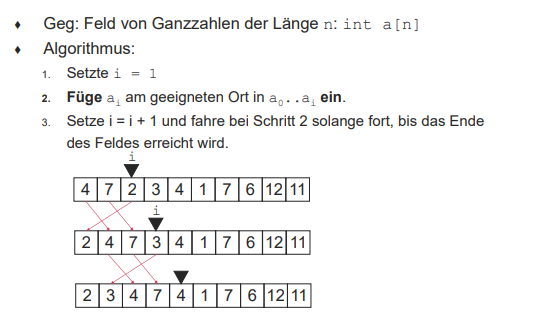 ♦ Geg: Feld von Ganzzahlen der Länge n: int a[n]
♦ Algorithmus:
1. Setzte i = 1
2. Füge ai am geeigneten Ort in a0..ai ein.
3. Setze i = i + 1 und fahre bei Schritt 2 solange fort, bis das Ende
des Feldes erreicht wird.
i
4 7 2 3 4 1 7 6 12 11
i
2 4 7 3 4 1 7 6 12 11
2 3 4 7 4 1 7 6 12 11